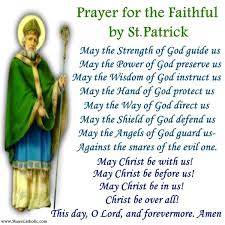 Prayer for the Faithful
by St.Patrick
May the Strength of God guide us
May the Power of God preserve us
May the Wisdom of God instruct us
May the Hand of God protect us
May the Way of God direct us
May the Shield of God defend us
May the Angels of God guard us-
Against the snares of the evil one.
May Christ be with us!
May Christ be before us!
May Christ be in us!
Christ be over all!
This day, O Lord, and forevermore. Amen
www.ShareCatholic.com